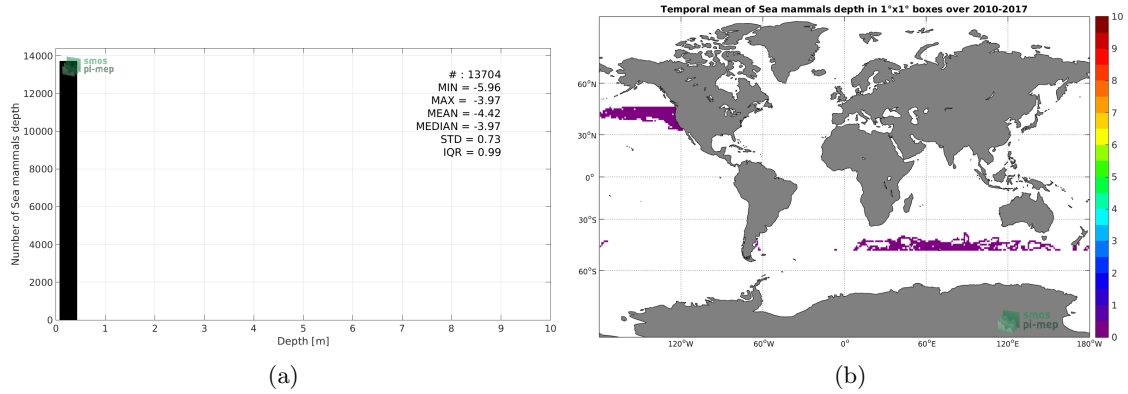 14000
12000
10000
8000
6000
4000
2000
0
Number of Sea mammals depth
smos
pi-mep
# : 13704
MIN = -5.96
MAX = -3.97
MEAN = -4.42
MEDIAN = -3.97
STD = 0.73
IQR = 0.99
0 1 2 3 4 5 6 7 8 9 10
Depth [m]
(a)
Temporal mean of Sea mammals depth in 1°x1° boxes over 2010-2017
60°N
30°N
0°
30°S
60°S
120°W 60°W 0° 60°E 120°E 180°W
smos
pi-mep
10
9
8
7
6
5
4
3
2
1
0
(b)